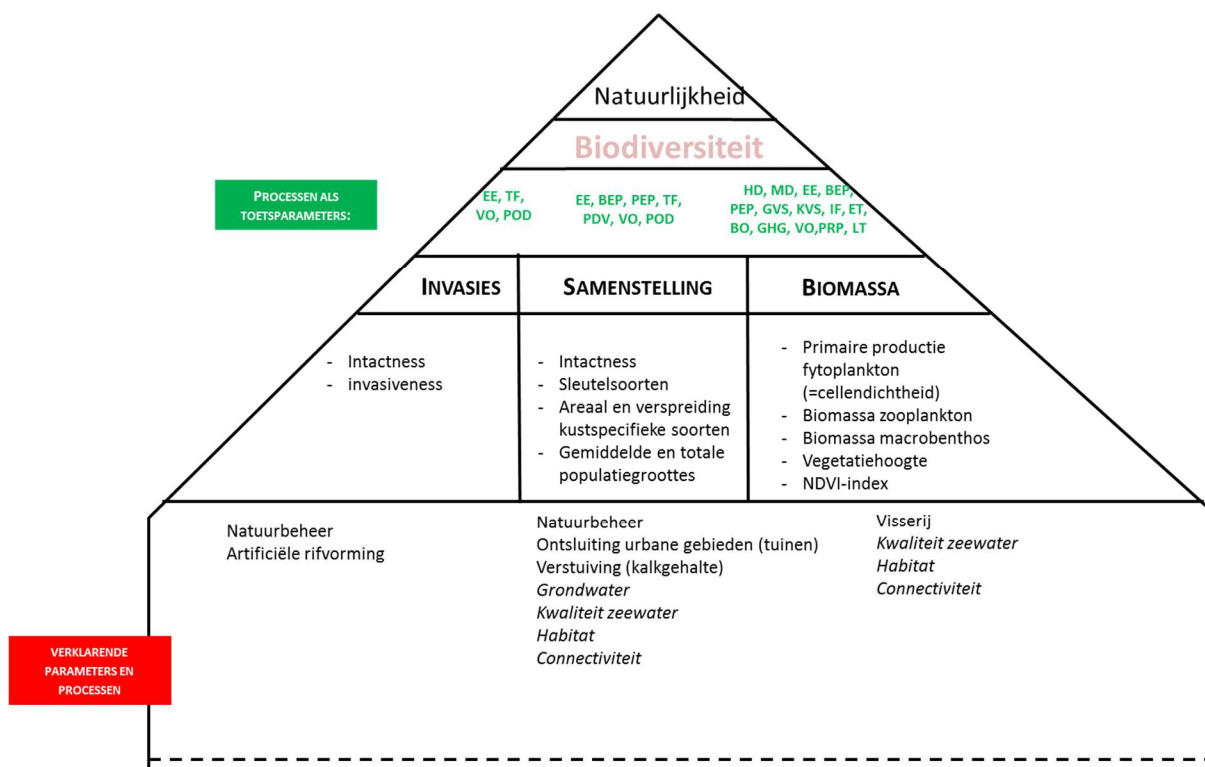 Natuurlijkheid
Biodiversiteit
PROCESSEN ALS
TOETSPARAMETERS:
EE, TF,
VO, POD
EE, BEP, PEP, TF,
PDV, VO, POD
HD, MD, EE, BEP,
PEP, GVS, KVS, IF, ET,
BO, GHG, VO,PRP, LT
INVASIES
SAMENSTELLING
BIOMASSA
- Intactness
- invasiveness
- Intactness
- Sleutelsoorten
- Areaal en verspreiding
kustspecifieke soorten
- Gemiddelde en totale
populatiegroottes
- Primaire productie
fytoplankton
(=cellendichtheid)
- Biomassa zooplankton
- Biomassa macrobenthos
- Vegetatiehoogte
- NDVI-index
Natuurbeheer
Artificiële rifvorming
Natuurbeheer
Ontsluiting urbane gebieden (tuinen)
Verstuiving (kalkgehalte)
Grondwater
Kwaliteit zeewater
Habitat
Connectiviteit
Visserij
Kwaliteit zeewater
Habitat
Connectiviteit
VERKLARENDE
PARAMETERS EN
PROCESSEN